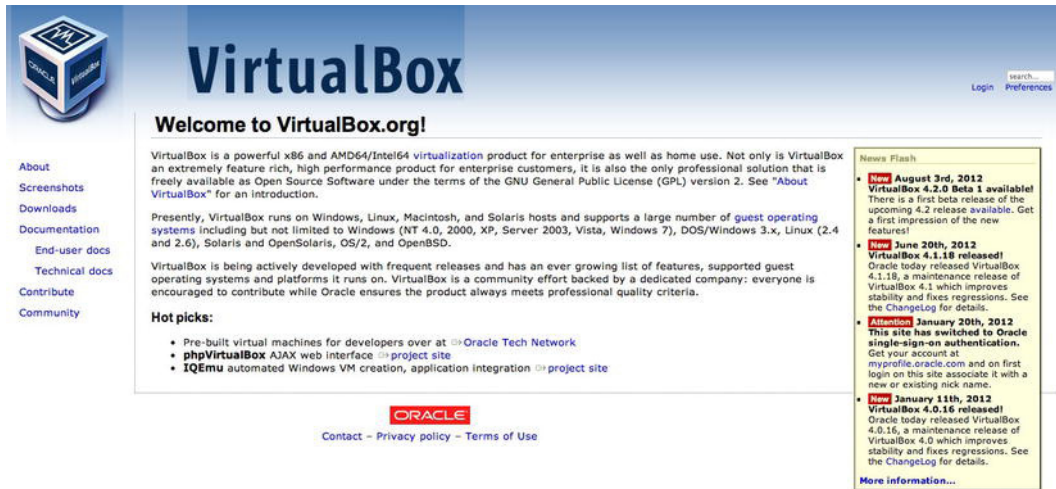 ORACLE
VirtualBox
VirtualBox
search...
Login Preferences
Welcome to VirtualBox.org!
About
Screenshots
Downloads
Documentation
End-user docs
Technical docs
Contribute
Community
VirtualBox is a powerful x86 and AMD64/Intel64 virtualization product for enterprise as well as home use. Not only is VirtualBox
an extremely feature rich, high performance product for enterprise customers, it is also the only professional solution that is
freely available as Open Source Software under the terms of the GNU General Public License (GPL) version 2. See "About
VirtualBox" for an introduction.
Presently, VirtualBox runs on Windows, Linux, Macintosh, and Solaris hosts and supports a large number of guest operating
systems including but not limited to Windows (NT 4.0, 2000, XP, Server 2003, Vista, Windows 7), DOS/Windows 3.x, Linux (2.4
and 2.6), Solaris and OpenSolaris, OS/2, and OpenBSD.
VirtualBox is being actively developed with frequent releases and has an ever growing list of features, supported guest
operating systems and platforms it runs on. VirtualBox is a community effort backed by a dedicated company: everyone is
encouraged to contribute while Oracle ensures the product always meets professional quality criteria.
Hot picks:
• Pre-built virtual machines for developers over at Oracle Tech Network
• phpVirtualBox AJAX web interface project site
• IQEmu automated Windows VM creation, application integration project site
News Flash
• New August 3rd, 2012
VirtualBox 4.2.0 Beta 1 available!
There is a first beta release of the
upcoming 4.2 release available. Get
a first impression of the new
features!
• New June 20th, 2012
VirtualBox 4.1.18 released!
Oracle today released VirtualBox
4.1.18, a maintenance release of
VirtualBox 4.1 which improves
stability and fixes regressions. See
the ChangeLog for details.
• Attention January 20th, 2012
This site has switched to Oracle
single-sign-on authentication.
Get your account at
myprofile.oracle.com and on first
login on this site associate it with a
new or existing nick name.
• New January 11th, 2012
VirtualBox 4.0.16 released!
Oracle today released VirtualBox
4.0.16, a maintenance release of
VirtualBox 4.0 which improves
stability and fixes regressions. See
the ChangeLog for details.
More information...
ORACLE
Contact – Privacy policy – Terms of Use